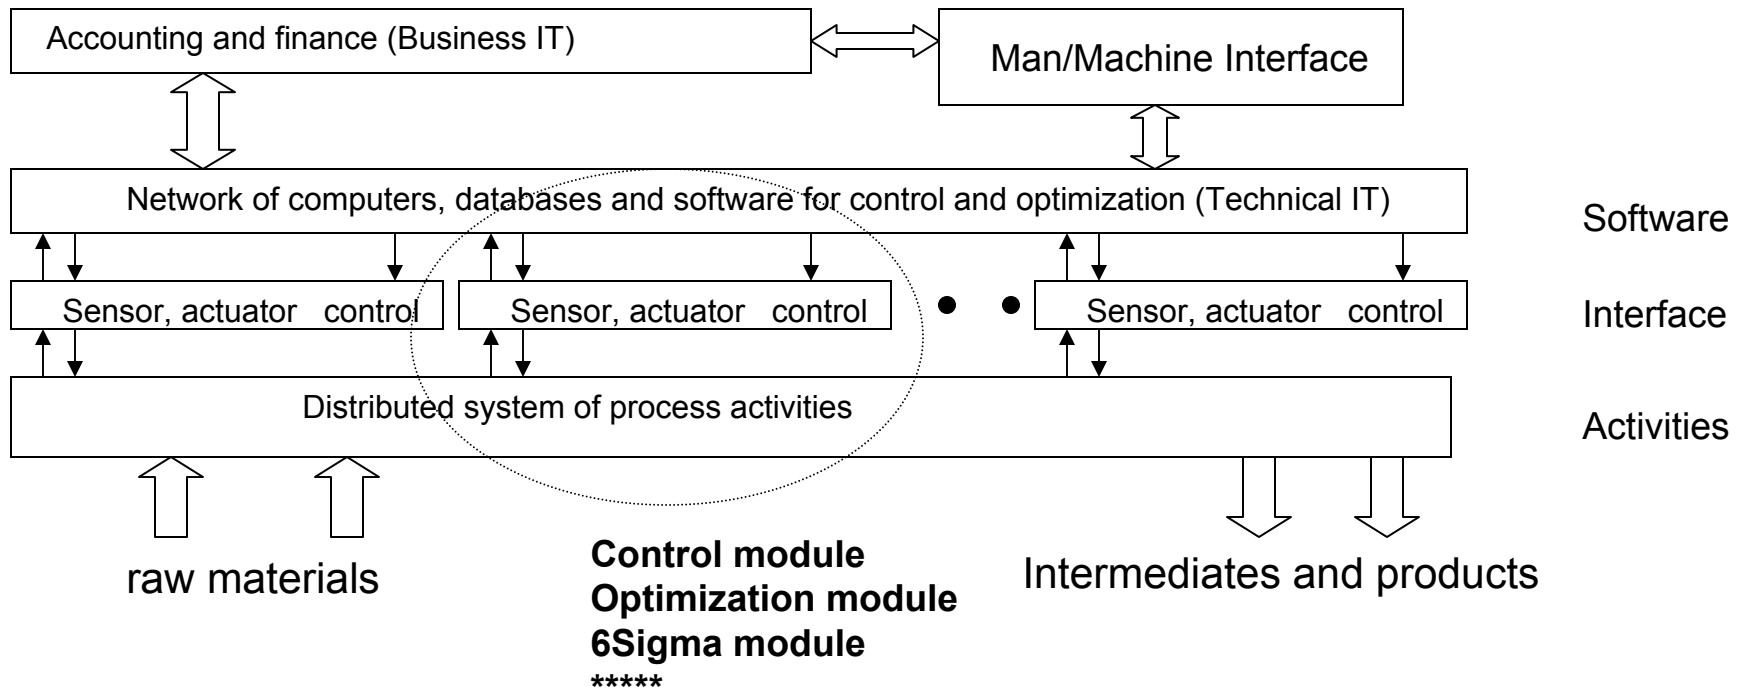 Accounting and finance (Business IT)
Man/Machine Interface
Network of computers, databases and software for control and optimization (Technical IT)
Software
Sensor, actuator control
Sensor, actuator control
Sensor, actuator control
Interface
Distributed system of process activities
Activities
raw materials
Control module
Optimization module
6Sigma module
*****
Intermediates and products